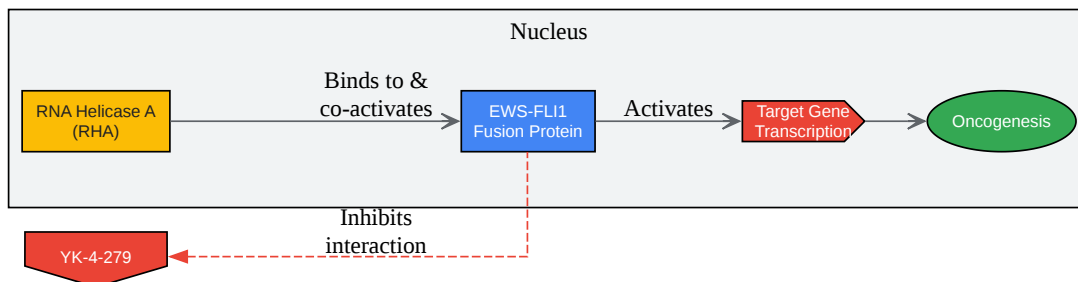 Nucleus
RNA Helicase A
(RHA)
Binds to &
co-activates
EWS-FLI1
Fusion Protein
Activates
Target Gene
Transcription
Oncogenesis
Inhibits
interaction
YK-4-279